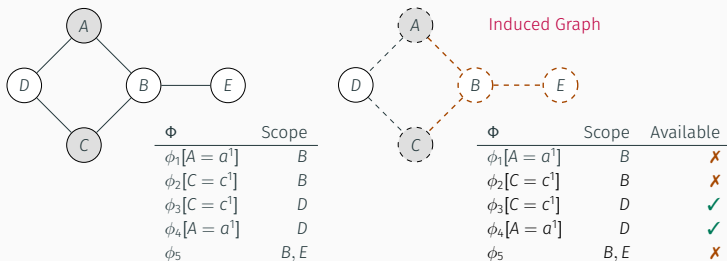 A
D
B
E
C
Φ Scope
ϕ₁[A = a¹] B
ϕ₂[C = c¹] B
ϕ₃[C = c¹] D
ϕ₄[A = a¹] D
ϕ₅ B, E
Induced Graph
A
D
B
E
C
Φ Scope Available
ϕ₁[A = a¹] B ✗
ϕ₂[C = c¹] B ✗
ϕ₃[C = c¹] D ✓
ϕ₄[A = a¹] D ✓
ϕ₅ B, E ✗